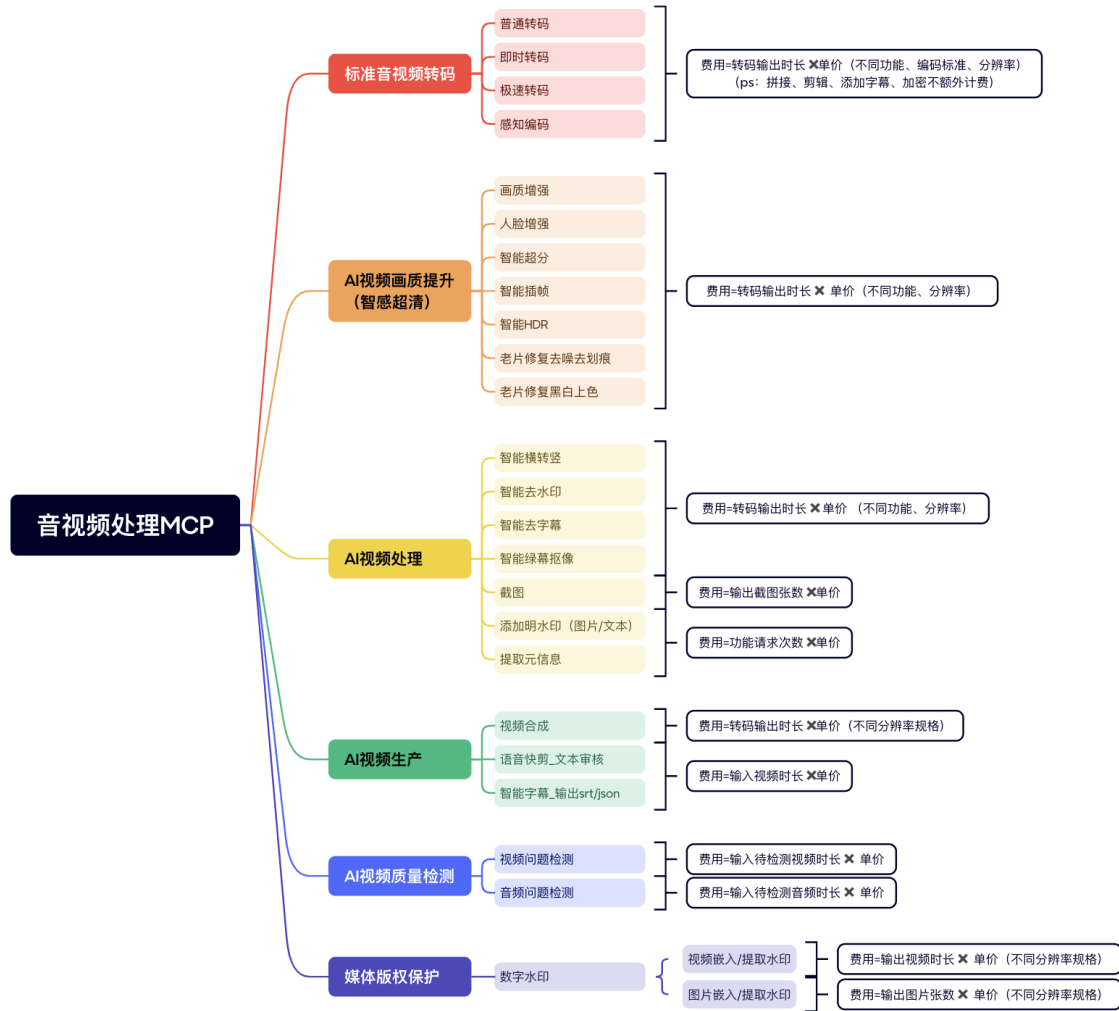 音视频处理MCP
标准音视频转码
普通转码
即时转码
极速转码
感知编码
费用=转码输出时长 ✖单价（不同功能、编码标准、分辨率）
（ps：拼接、剪辑、添加字幕、加密不额外计费）
AI视频画质提升
（智感超清）
画质增强
人脸增强
智能超分
智能插帧
智能HDR
老片修复去噪去划痕
老片修复黑白上色
费用=转码输出时长 ✖ 单价（不同功能、分辨率）
AI视频处理
智能横转竖
智能去水印
智能去字幕
智能绿幕抠像
截图
添加明水印（图片/文本）
提取元信息
费用=转码输出时长 ✖单价 （不同功能、分辨率）
费用=输出截图张数 ✖单价
费用=功能请求次数 ✖单价
AI视频生产
视频合成
语音快剪_文本审核
智能字幕_输出srt/json
费用=转码输出时长 ✖单价（不同分辨率规格）
费用=输入视频时长 ✖单价
AI视频质量检测
视频问题检测
音频问题检测
费用=输入待检测视频时长 ✖ 单价
费用=输入待检测音频时长 ✖ 单价
媒体版权保护
数字水印
视频嵌入/提取水印
图片嵌入/提取水印
费用=输出视频时长 ✖ 单价（不同分辨率规格）
费用=输出图片张数 ✖ 单价（不同分辨率规格）